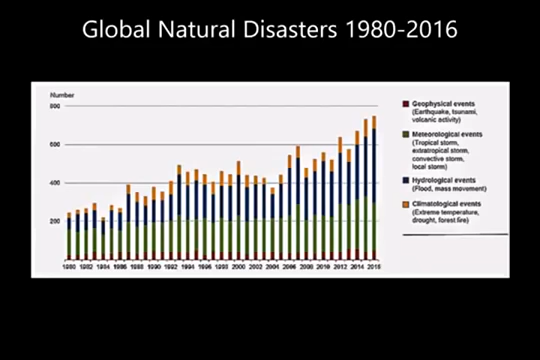 Global Natural Disasters 1980-2016
Number
800
600
400
200
1980 1982 1984 1986 1988 1990 1992 1994 1996 1998 2000 2002 2004 2006 2008 2010 2012 2014 2016
Geophysical events
(Earthquake, tsunami,
volcanic activity)
Meteorological events
(Tropical storm,
extratropical storm,
convective storm,
local storm)
Hydrological events
(Flood, mass movement)
Climatological events
(Extreme temperature,
drought, forest fire)